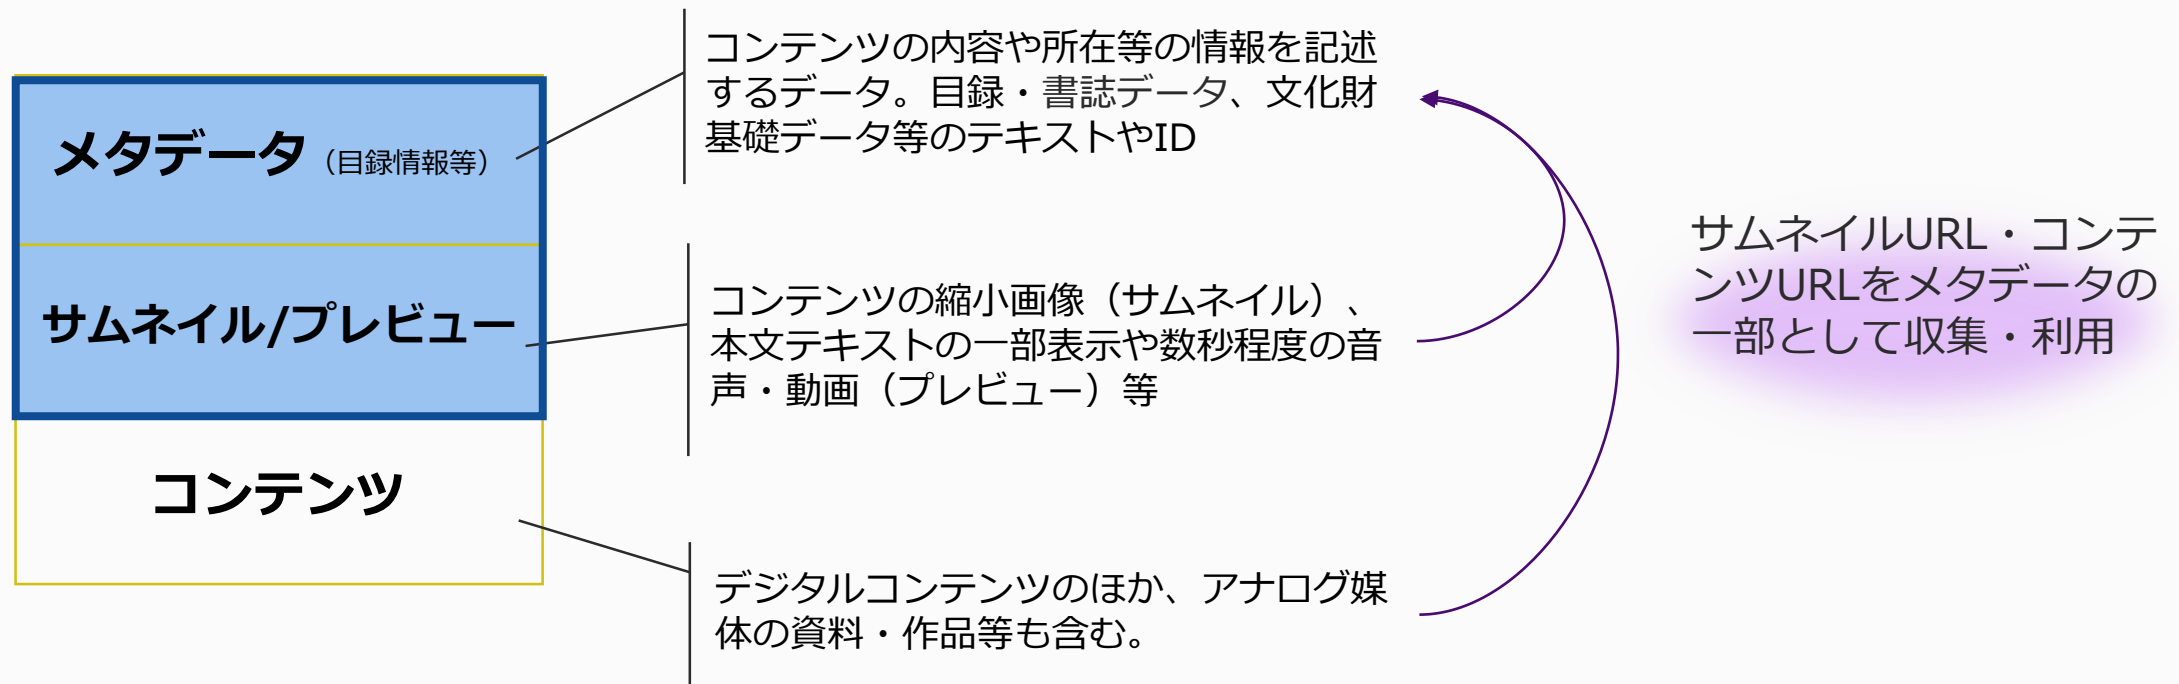 メタデータ（目録情報等）
コンテンツの内容や所在等の情報を記述
するデータ。目録・書誌データ、文化財
基礎データ等のテキストやID
サムネイル/プレビュー
コンテンツの縮小画像（サムネイル）、
本文テキストの一部表示や数秒程度の音
声・動画（プレビュー）等
コンテンツ
デジタルコンテンツのほか、アナログ媒
体の資料・作品等も含む。
サムネイルURL・コンテ
ンツURLをメタデータの
一部として収集・利用